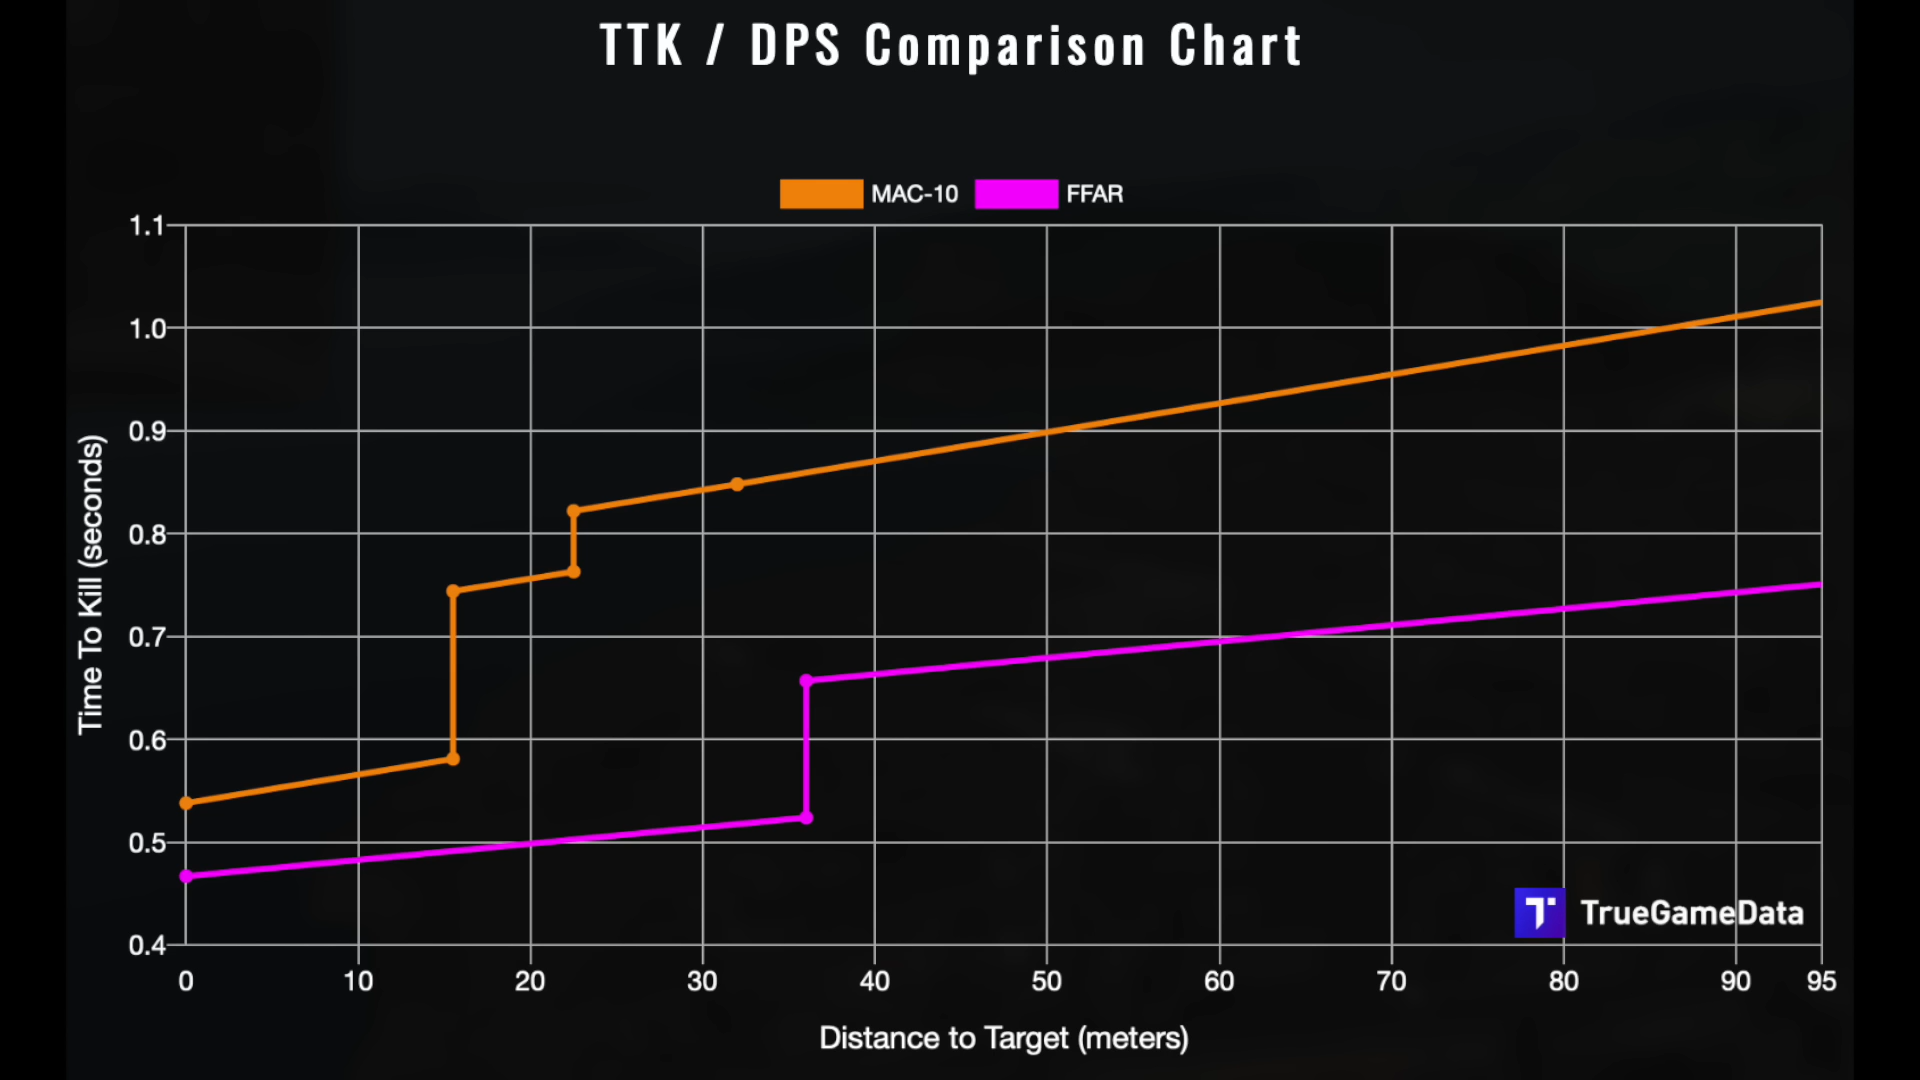 TTK / DPS Comparison Chart
MAC-10 FFAR
1.1
1.0
0.9
0.8
0.7
0.6
0.5
0.4
Time To Kill (seconds)
0 10 20 30 40 50 60 70 80 90 95
Distance to Target (meters)
TrueGameData